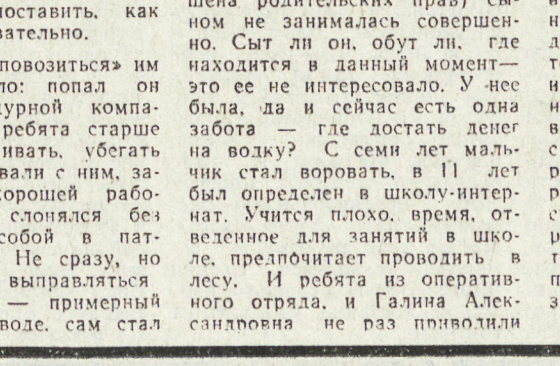 поставить, как
вательно.
повозиться» им
ло: попал он
дурной компа-
ребята старше
ивать, убегать
вали с ним, за-
хорошей рабо-
слонялся без
собой в пат-
Не сразу, но
выправляться
— примерный
воде, сам стал
шена родительских прав) сы-
ном не занималась совершен-
но. Сыт ли он, обут ли, где
находится в данный момент—
это ее не интересовало. У нее
была, да и сейчас есть одна
забота — где достать денег
на водку? С семи лет маль-
чик стал воровать, в 11 лет
был определен в школу-интер-
нат. Учится плохо, время, от-
веденное для занятий в шко-
ле, предпочитает проводить в
лесу. И ребята из оператив-
ного отряда, и Галина Алек-
сандровна не раз приводили